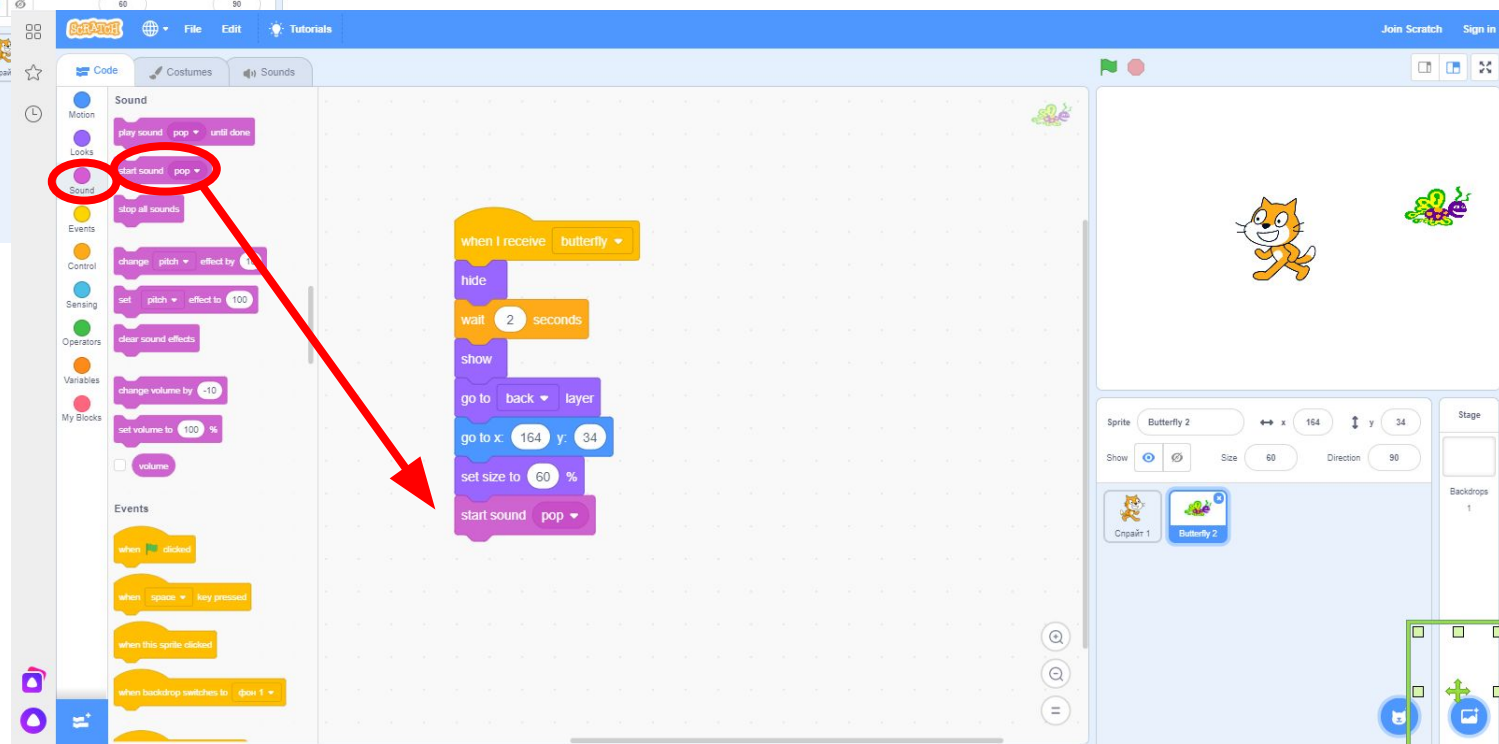 60 90
SCRATCH File Edit Tutorials Join Scratch Sign in
Code Costumes Sounds
Motion
Looks
Sound
Events
Control
Sensing
Operators
Variables
My Blocks
Sound
play sound pop until done
start sound pop
stop all sounds
change pitch effect by
set pitch effect to 100
clear sound effects
change volume by -10
set volume to 100 %
volume
Events
when clicked
when space key pressed
when this sprite clicked
when backdrop switches to фон 1
when I receive butterfly
hide
wait 2 seconds
show
go to back layer
go to x: 164 y: 34
set size to 60 %
start sound pop
Sprite Butterfly 2 x 164 y 34
Show Size 60 Direction 90
Спрайт 1
Butterfly 2
Stage
Backdrops
1